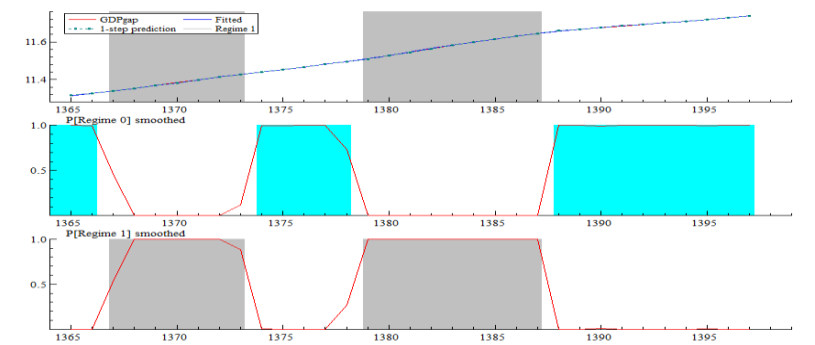 GDPgap Fitted
1-step prediction Regime 1
11.6
11.4
1365 1370 1375 1380 1385 1390 1395
P[Regime 0] smoothed
1.0
0.5
1365 1370 1375 1380 1385 1390 1395
P[Regime 1] smoothed
1.0
0.5
1365 1370 1375 1380 1385 1390 1395